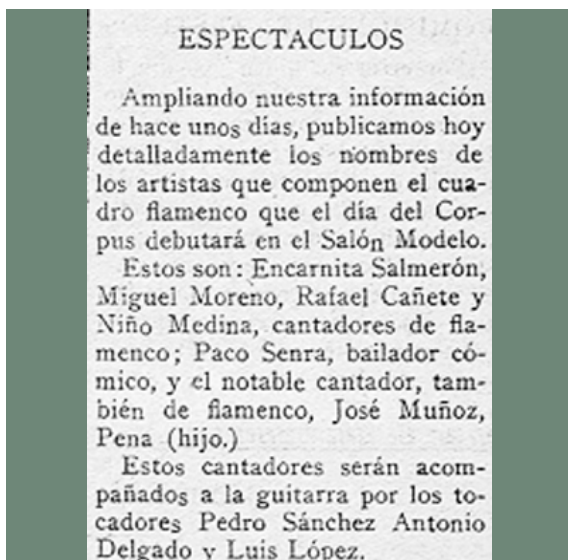 ESPECTACULOS
Ampliando nuestra información
de hace unos días, publicamos hoy
detalladamente los nombres de
los artistas que componen el cua-
dro flamenco que el día del Cor-
pus debutará en el Salón Modelo.
Estos son: Encarnita Salmerón,
Miguel Moreno, Rafael Cañete y
Niño Medina, cantadores de fla-
menco; Paco Senra, bailador có-
mico, y el notable cantador, tam-
bién de flamenco, José Muñoz,
Pena (hijo.)
Estos cantadores serán acom-
pañados a la guitarra por los to-
cadores Pedro Sánchez Antonio
Delgado y Luis López.